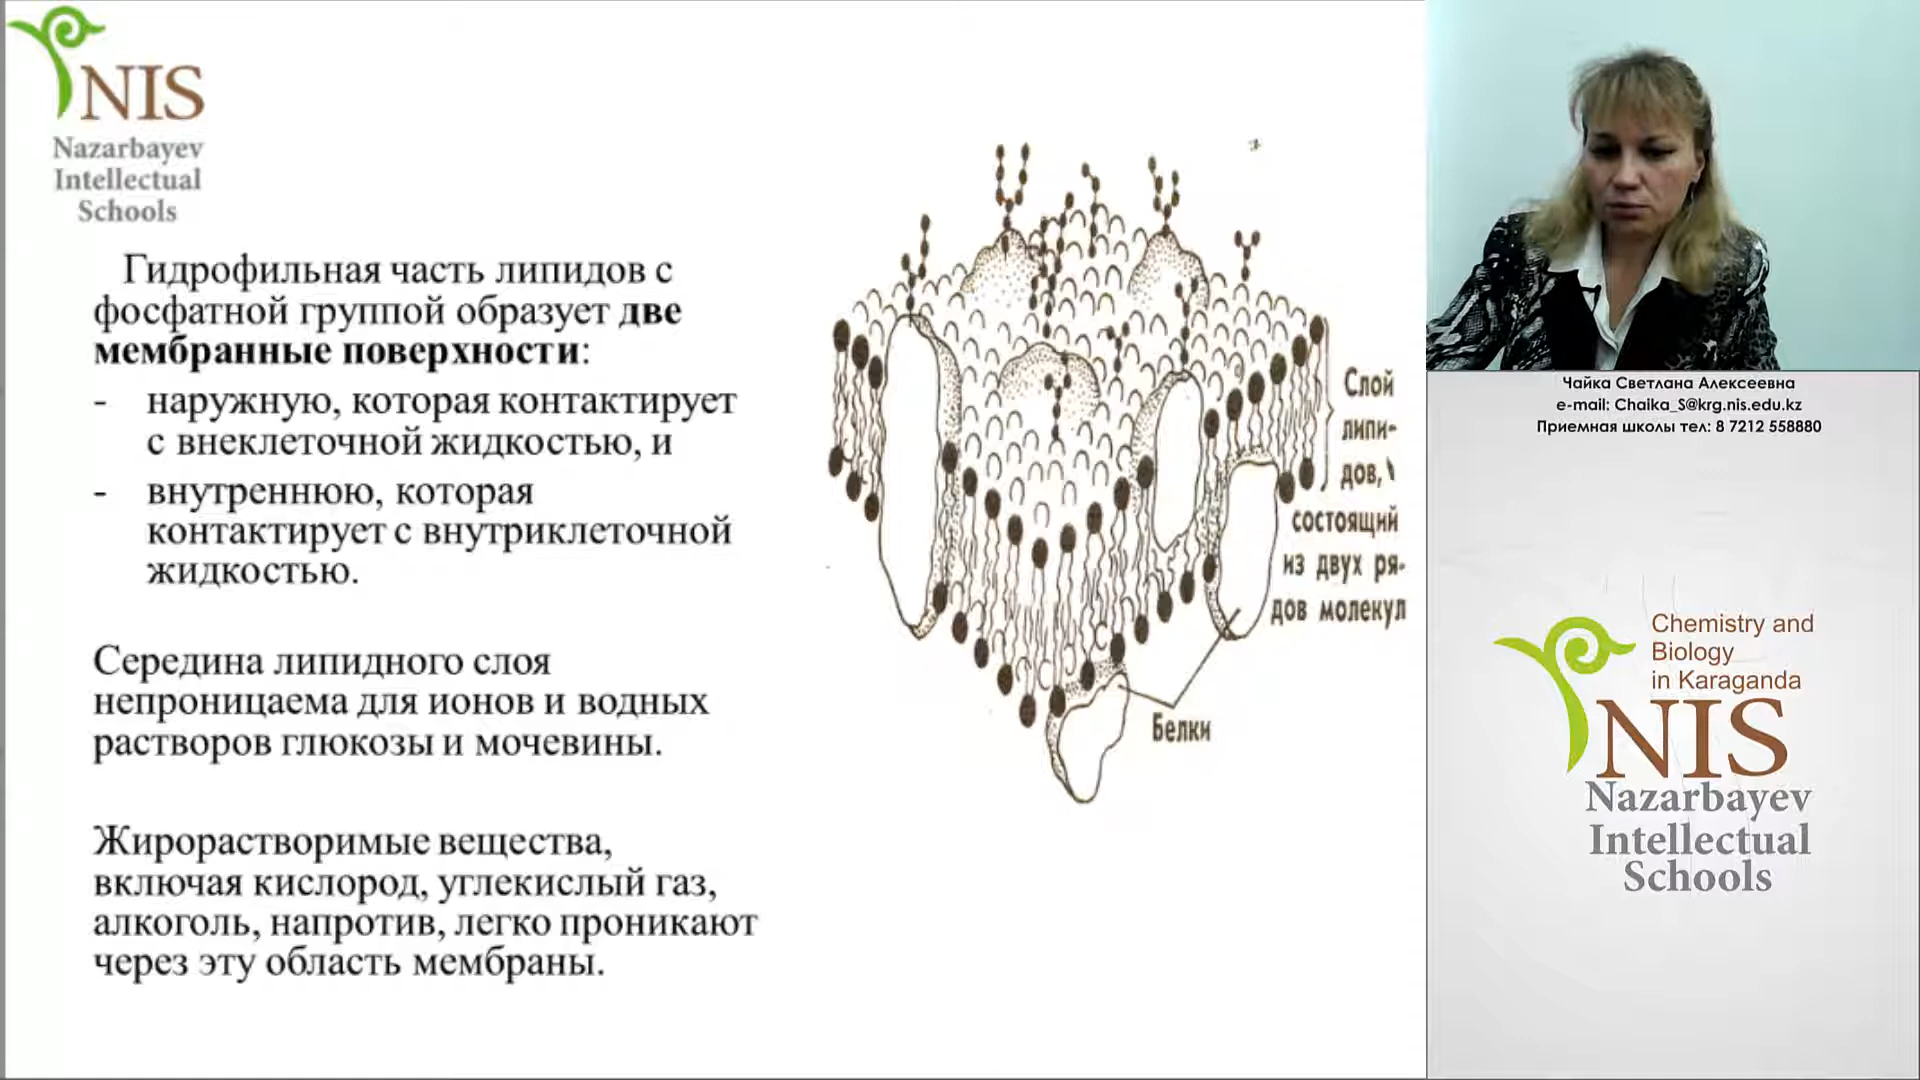 NIS
Nazarbayev
Intellectual
Schools
Гидрофильная часть липидов с
фосфатной группой образует две
мембранные поверхности:
- наружную, которая контактирует
с внеклеточной жидкостью, и
- внутреннюю, которая
контактирует с внутриклеточной
жидкостью.
Середина липидного слоя
непроницаема для ионов и водных
растворов глюкозы и мочевины.
Жирорастворимые вещества,
включая кислород, углекислый газ,
алкоголь, напротив, легко проникают
через эту область мембраны.
Слой
липи-
дов,
состоящий
из двух ря-
дов молекул
Белки
Чайка Светлана Алексеевна
e-mail: Chaika_S@krg.nis.edu.kz
Приемная школы тел: 8 7212 558880
Chemistry and
Biology
in Karaganda
NIS
Nazarbayev
Intellectual
Schools